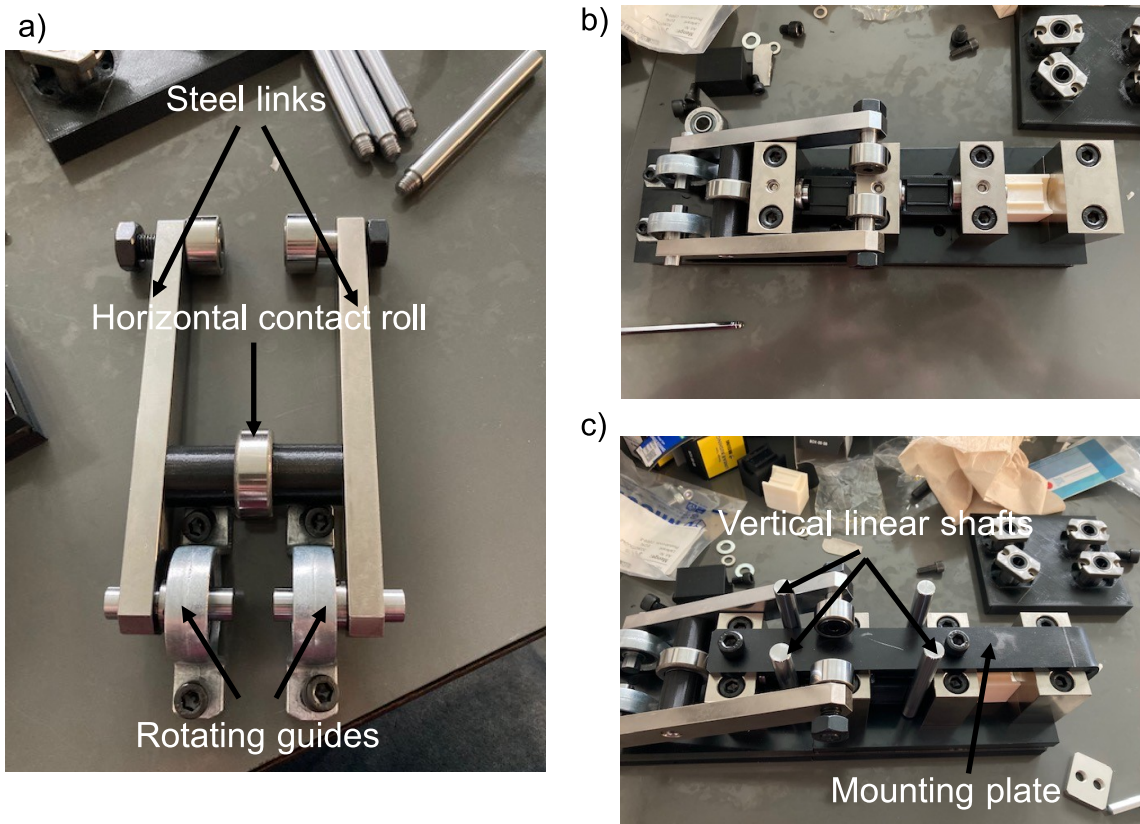 a)
Steel links
Horizontal contact roll
Rotating guides
b)
c)
Vertical linear shafts
Mounting plate